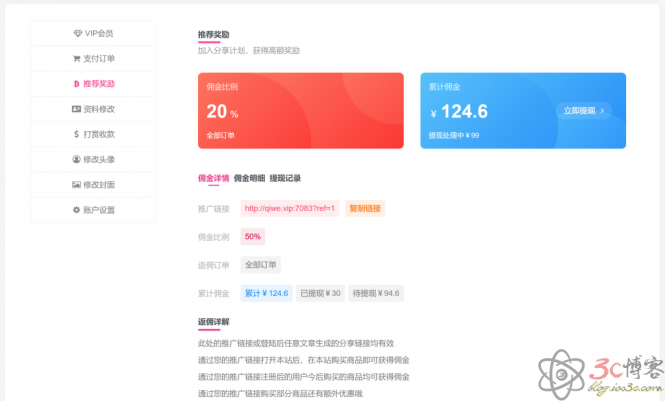 VIP会员
支付订单
推荐奖励
资料修改
打赏收款
修改头像
修改封面
账户设置
推荐奖励
加入分享计划，获得高额奖励
佣金比例
20 %
全部订单
累计佣金
¥ 124.6
立即提现 >
提现处理中 ¥ 99
佣金详情 佣金明细 提现记录
推广链接 http://qiwe.vip:7083?ref=1 复制链接
佣金比例 50%
返佣订单 全部订单
累计佣金 累计 ¥ 124.6 已提现 ¥ 30 待提现 ¥ 94.6
返佣详解
此处的推广链接或登陆后任意文章生成的分享链接均有效
通过您的推广链接打开本站后，在本站购买商品即可获得佣金
通过您的推广链接注册后的用户今后购买的商品均可获得佣金
通过您的推广链接购买部分商品还有额外优惠哦
3c博客
blog.ios3c.com